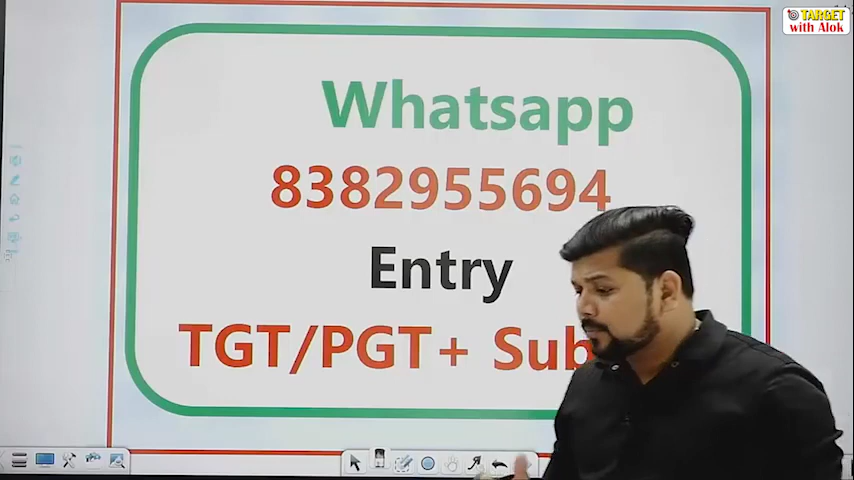 TARGET
with Alok
Whatsapp
8382955694
Entry
TGT/PGT+ Sub